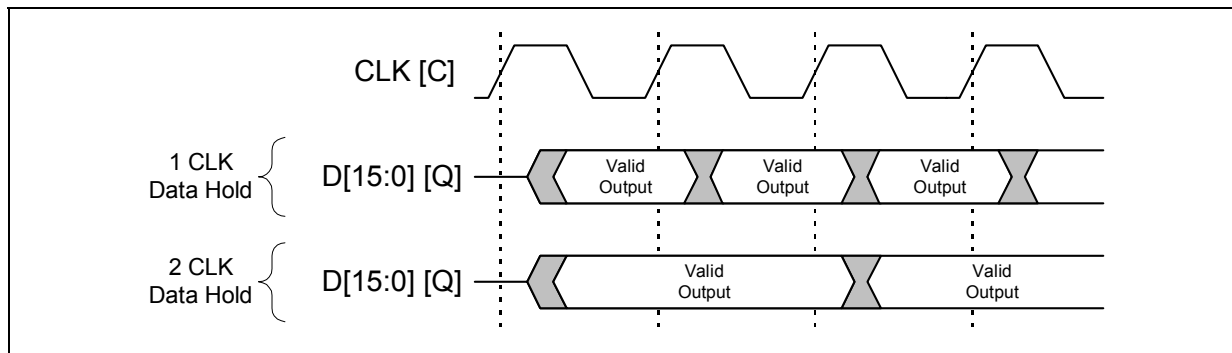 CLK [C]
1 CLK
Data Hold
D[15:0] [Q]
Valid
Output
Valid
Output
Valid
Output
2 CLK
Data Hold
D[15:0] [Q]
Valid
Output
Valid
Output